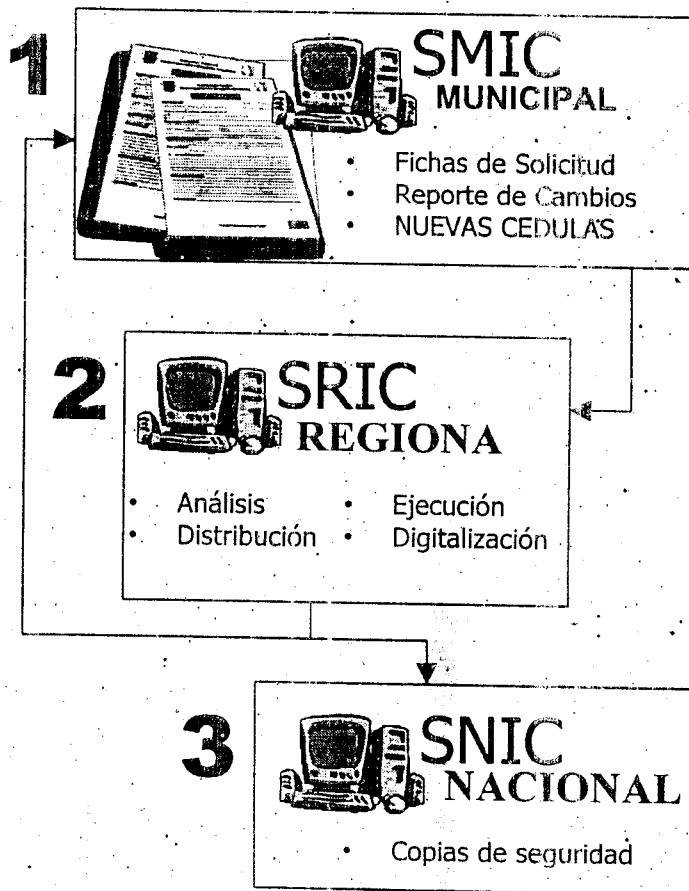 1
SMIC
MUNICIPAL
• Fichas de Solicitud
• Reporte de Cambios
• NUEVAS CEDULAS
2
SRIC
REGIONA
• Análisis • Ejecución
• Distribución • Digitalización
3
SNIC
NACIONAL
• Copias de seguridad